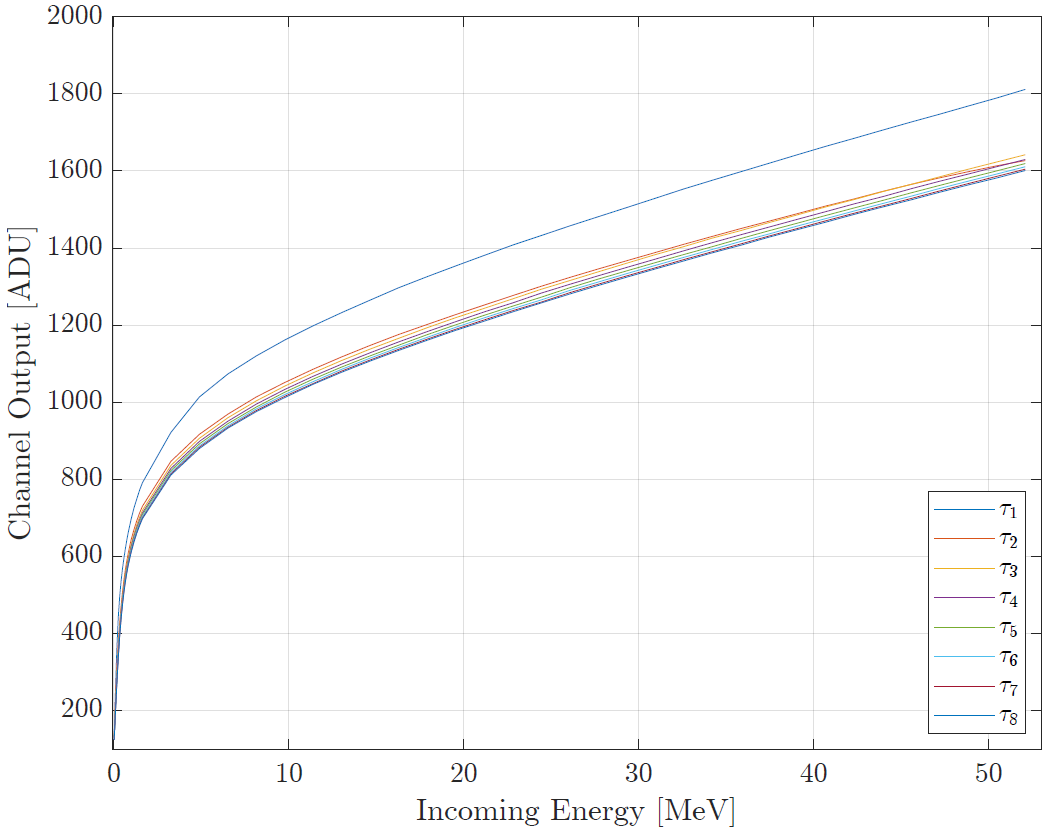 2000
1800
1600
1400
1200
1000
800
600
400
200
Channel Output [ADU]
0 10 20 30 40 50
Incoming Energy [MeV]
τ1
τ2
τ3
τ4
τ5
τ6
τ7
τ8